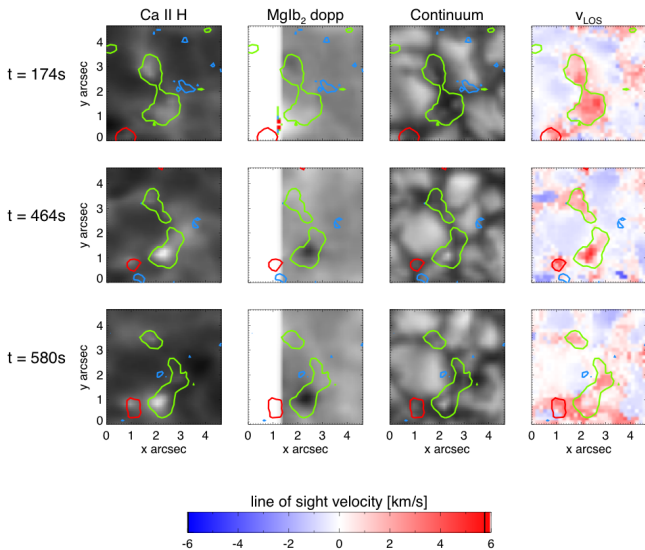 Ca II H MgIb2 dopp Continuum vLOS
t = 174s
y arcsec
4
3
2
1
0
t = 464s
y arcsec
4
3
2
1
0
t = 580s
y arcsec
4
3
2
1
0
0 1 2 3 4 0 1 2 3 4 0 1 2 3 4 0 1 2 3 4
x arcsec x arcsec x arcsec x arcsec
line of sight velocity [km/s]
-6 -4 -2 0 2 4 6